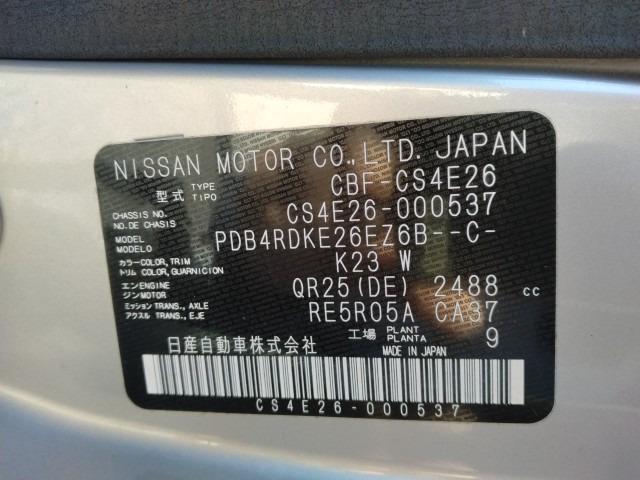 NISSAN MOTOR CO.,LTD. JAPAN
型式 TYPE TIPO CBF-CS4E26
CHASSIS NO. NO.DE CHASIS CS4E26-000537
MODEL MODELO PDB4RDKE26EZ6B--C-
カラー COLOR, TRIM トリム COLOR, GUARNICION K23 W
エンジン ENGINE MOTOR QR25(DE) 2488 cc
ミッション TRANS., AXLE アクスル TRANS., EJE RE5R05A CA37
工場 PLANT PLANTA 9
日産自動車株式会社 MADE IN JAPAN
CS4E26-000537